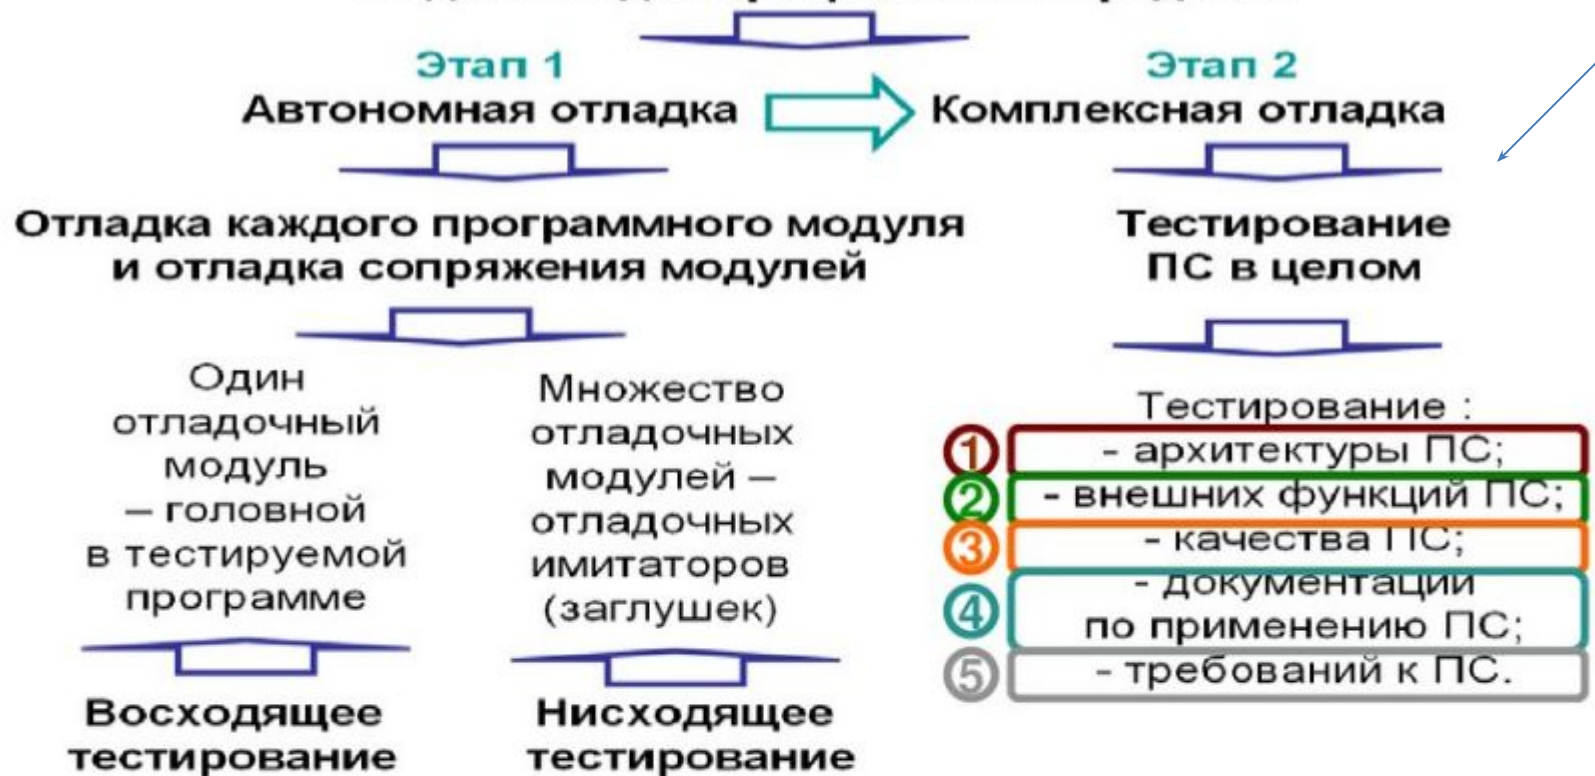 Этап 1
Автономная отладка
Этап 2
Комплексная отладка
Отладка каждого программного модуля
и отладка сопряжения модулей
Тестирование
ПС в целом
Один
отладочный
модуль
– головной
в тестируемой
программе
Множество
отладочных
модулей –
отладочных
имитаторов
(заглушек)
Тестирование :
1 - архитектуры ПС;
2 - внешних функций ПС;
3 - качества ПС;
4 - документации
по применению ПС;
5 - требований к ПС.
Восходящее
тестирование
Нисходящее
тестирование